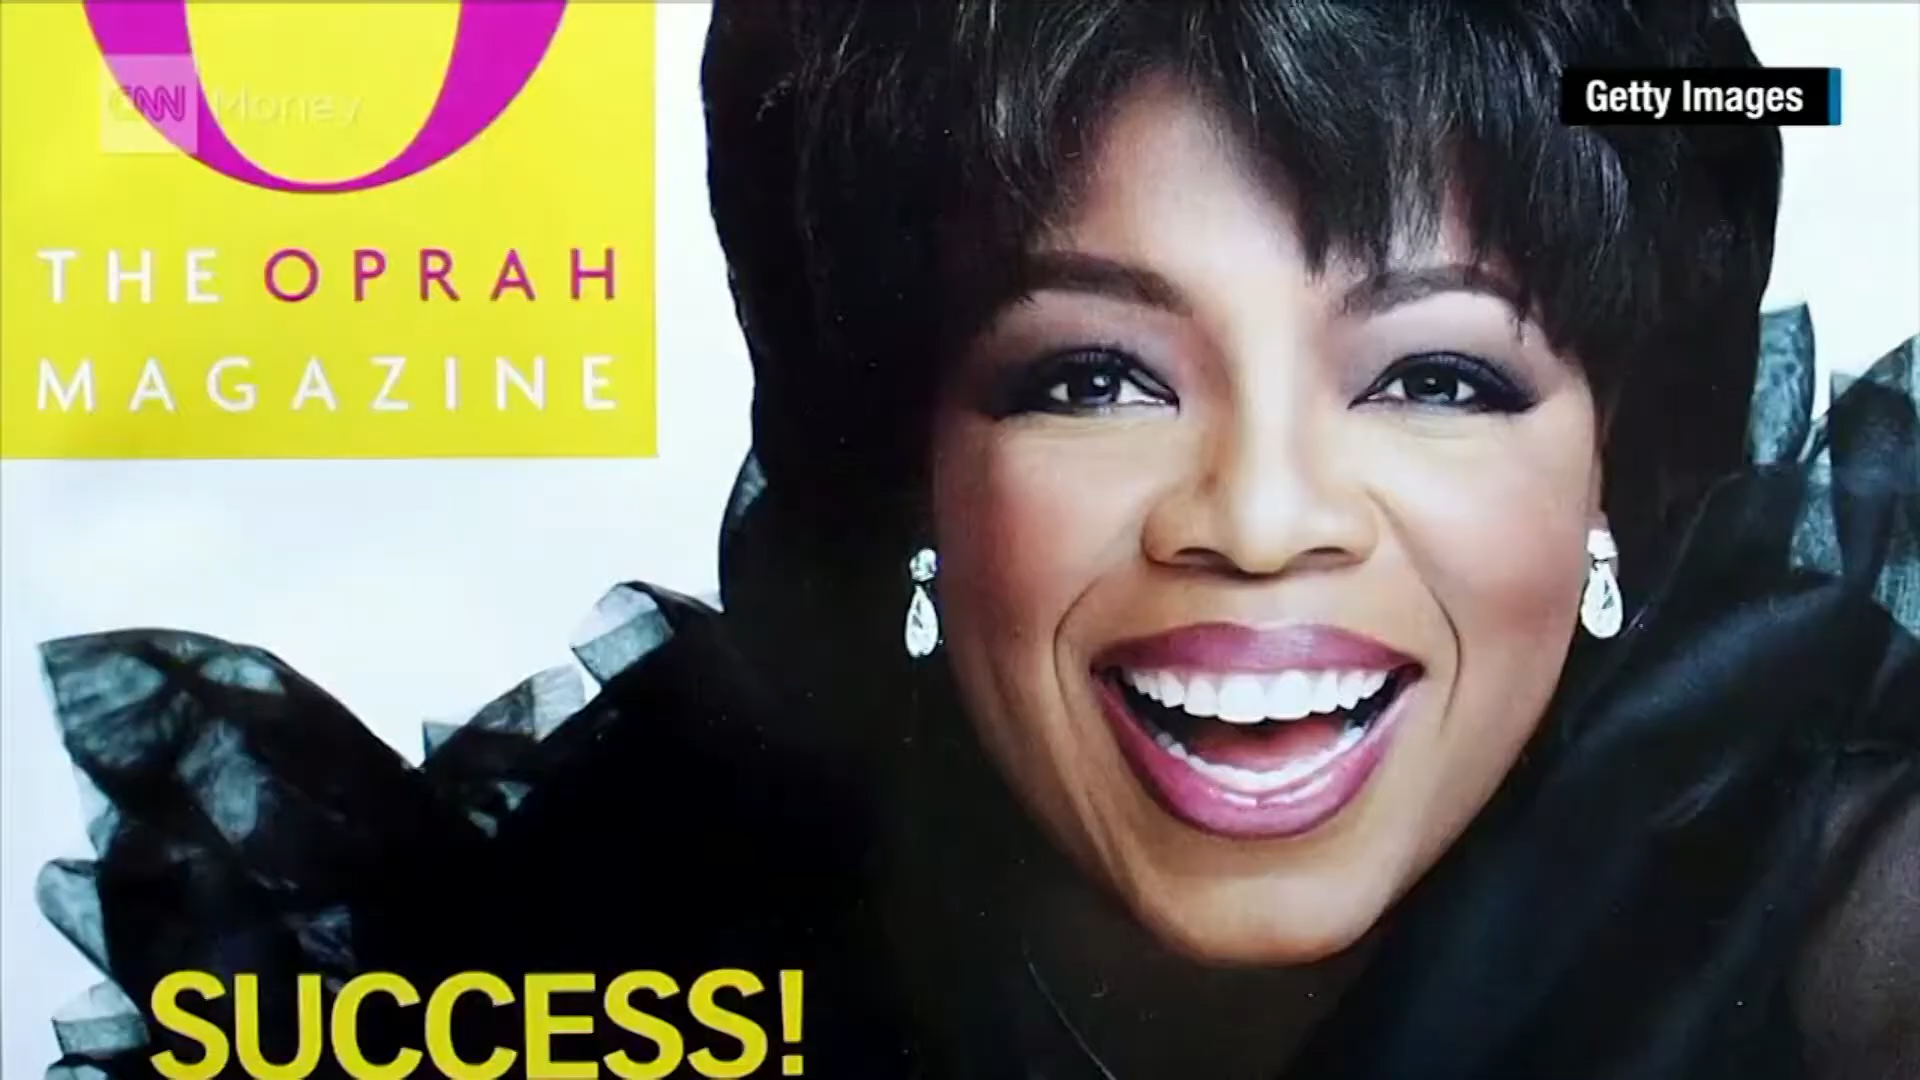 O
CNN Money
Getty Images
THE OPRAH
MAGAZINE
SUCCESS!